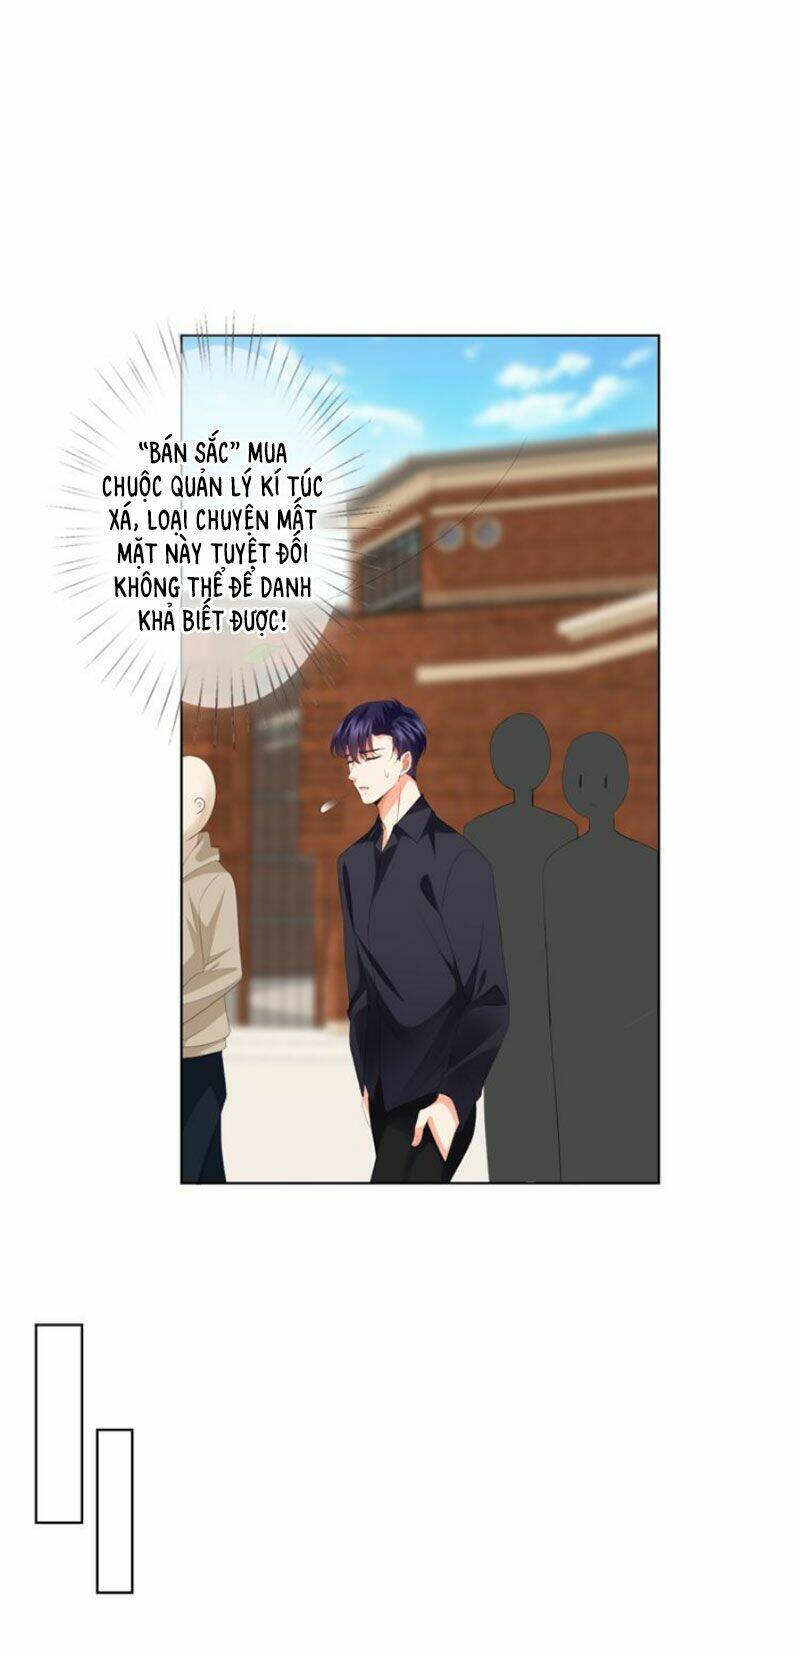 “BÁN SẮC” MUA
CHUỘC QUẢN LÝ KÍ TÚC
XÁ, LOẠI CHUYỆN MẤT
MẶT NÀY TUYỆT ĐỐI
KHÔNG THỂ ĐỂ DANH
KHẢ BIẾT ĐƯỢC!